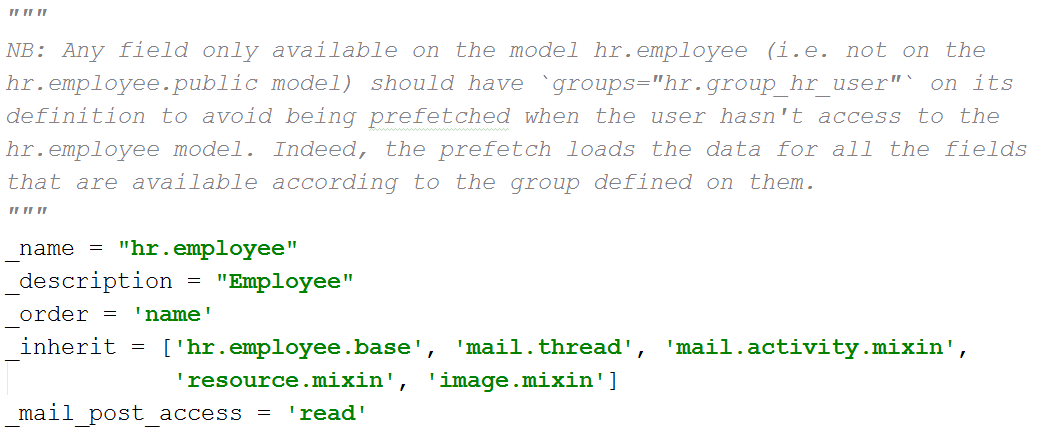 """
NB: Any field only available on the model hr.employee (i.e. not on the
hr.employee.public model) should have `groups="hr.group_hr_user"` on its
definition to avoid being prefetched when the user hasn't access to the
hr.employee model. Indeed, the prefetch loads the data for all the fields
that are available according to the group defined on them.
"""
_name = "hr.employee"
_description = "Employee"
_order = 'name'
_inherit = ['hr.employee.base', 'mail.thread', 'mail.activity.mixin',
            'resource.mixin', 'image.mixin']
_mail_post_access = 'read'